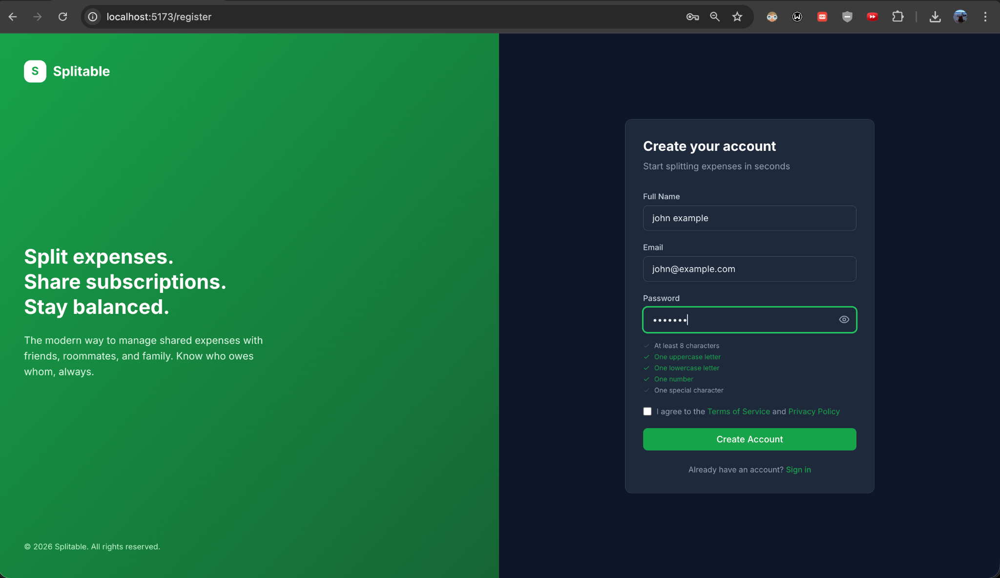 localhost:5173/register
S
Splitable
Split expenses.
Share subscriptions.
Stay balanced.
The modern way to manage shared expenses with
friends, roommates, and family. Know who owes
whom, always.
© 2026 Splitable. All rights reserved.
Create your account
Start splitting expenses in seconds
Full Name
john example
Email
john@example.com
Password
•••••••
At least 8 characters
One uppercase letter
One lowercase letter
One number
One special character
I agree to the Terms of Service and Privacy Policy
Create Account
Already have an account? Sign in